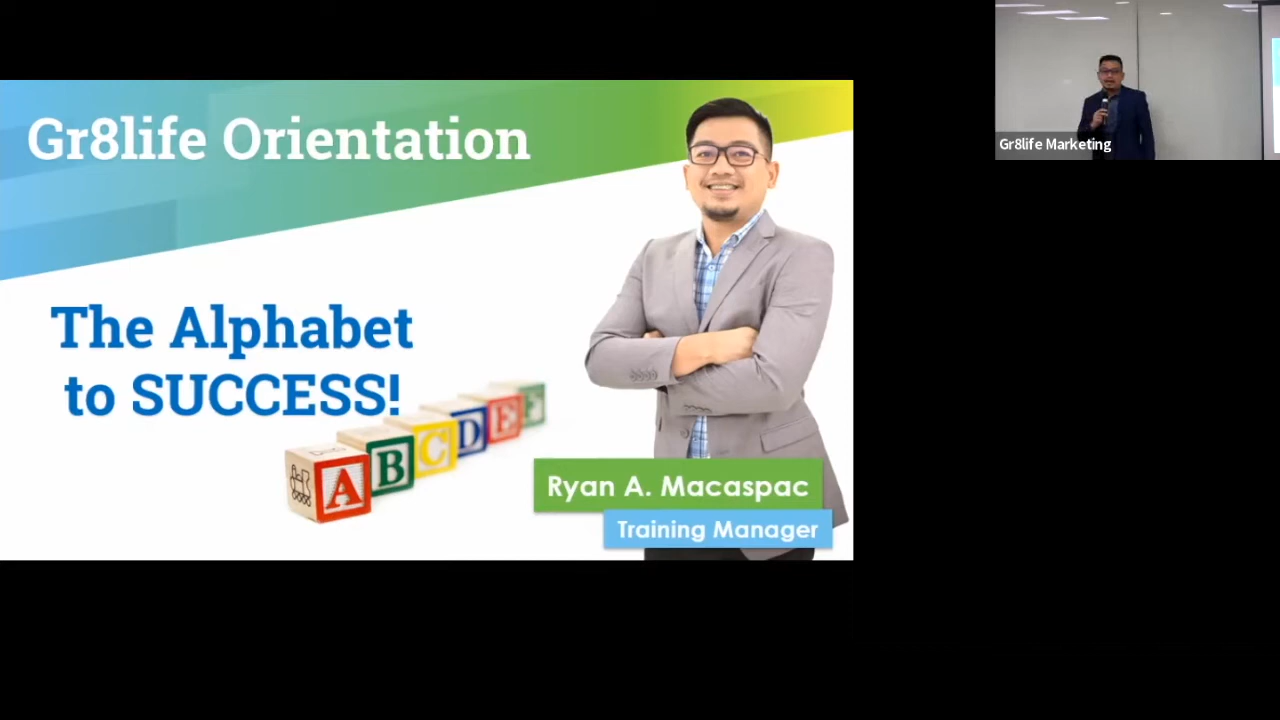 Gr8life Orientation
Gr8life Marketing
The Alphabet
to SUCCESS!
A B C D E F
Ryan A. Macaspac
Training Manager